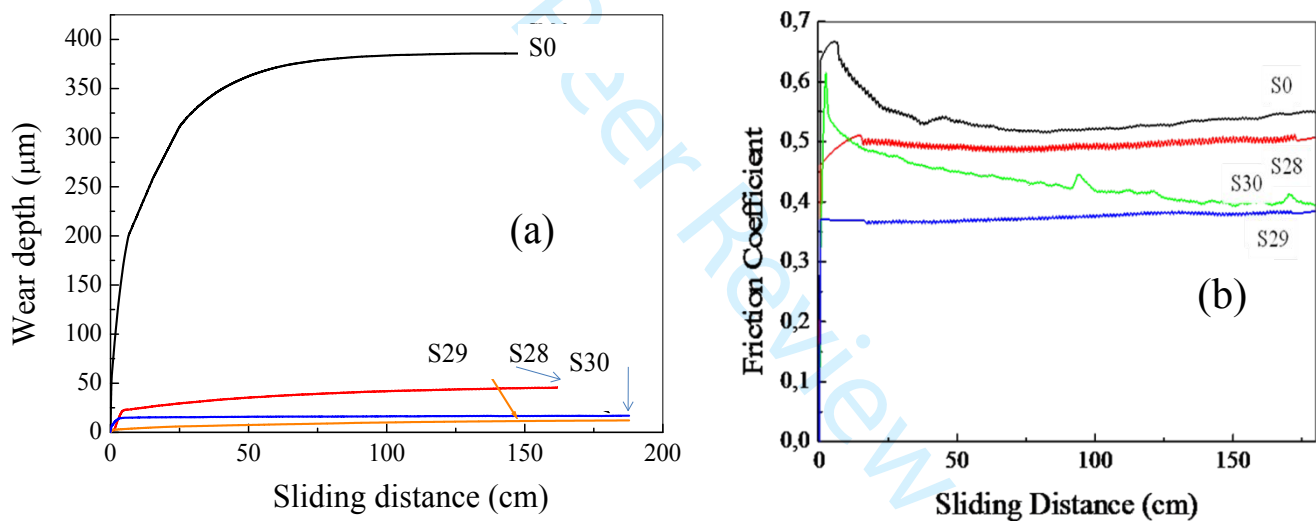 400
350
300
250
200
150
100
50
0
Wear depth (µm)
S0
(a)
S29 S28 S30
0 50 100 150 200
Sliding distance (cm)
0,7
0,6
0,5
0,4
0,3
0,2
0,1
0,0
Friction Coefficient
S0
S28
S30
S29
(b)
0 50 100 150
Sliding Distance (cm)
eer Review